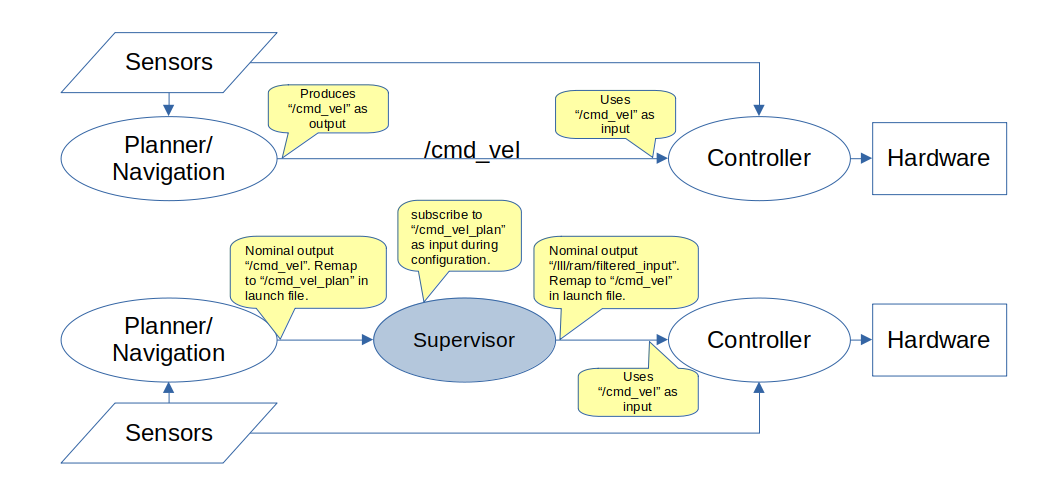 Sensors
Produces
“/cmd_vel” as
output
Uses
“/cmd_vel” as
input
Planner/
Navigation
/cmd_vel
Controller
Hardware
subscribe to
“/cmd_vel_plan”
as input during
configuration.
Nominal output
“/cmd_vel”. Remap
to “/cmd_vel_plan” in
launch file.
Nominal output
“/lll/ram/filtered_input”.
Remap to “/cmd_vel”
in launch file.
Planner/
Navigation
Supervisor
Controller
Hardware
Uses
“/cmd_vel” as
input
Sensors